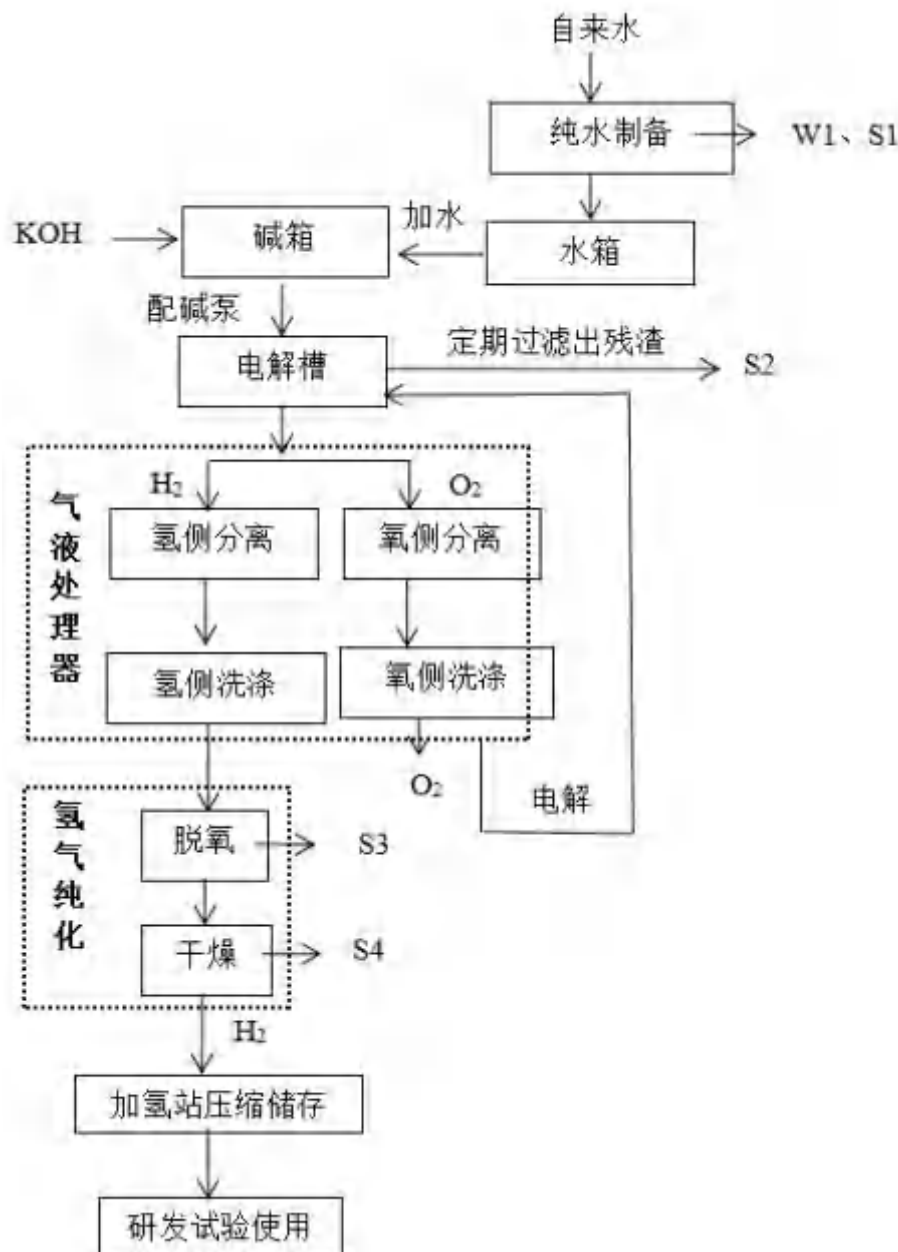 自来水
纯水制备
W1、S1
KOH
碱箱
加水
水箱
配碱泵
电解槽
定期过滤出残渣
S2
气液处理器
H₂
O₂
氢侧分离
氧侧分离
氢侧洗涤
氧侧洗涤
O₂
电解
氢气纯化
脱氧
S3
干燥
S4
H₂
加氢站压缩储存
研发试验使用